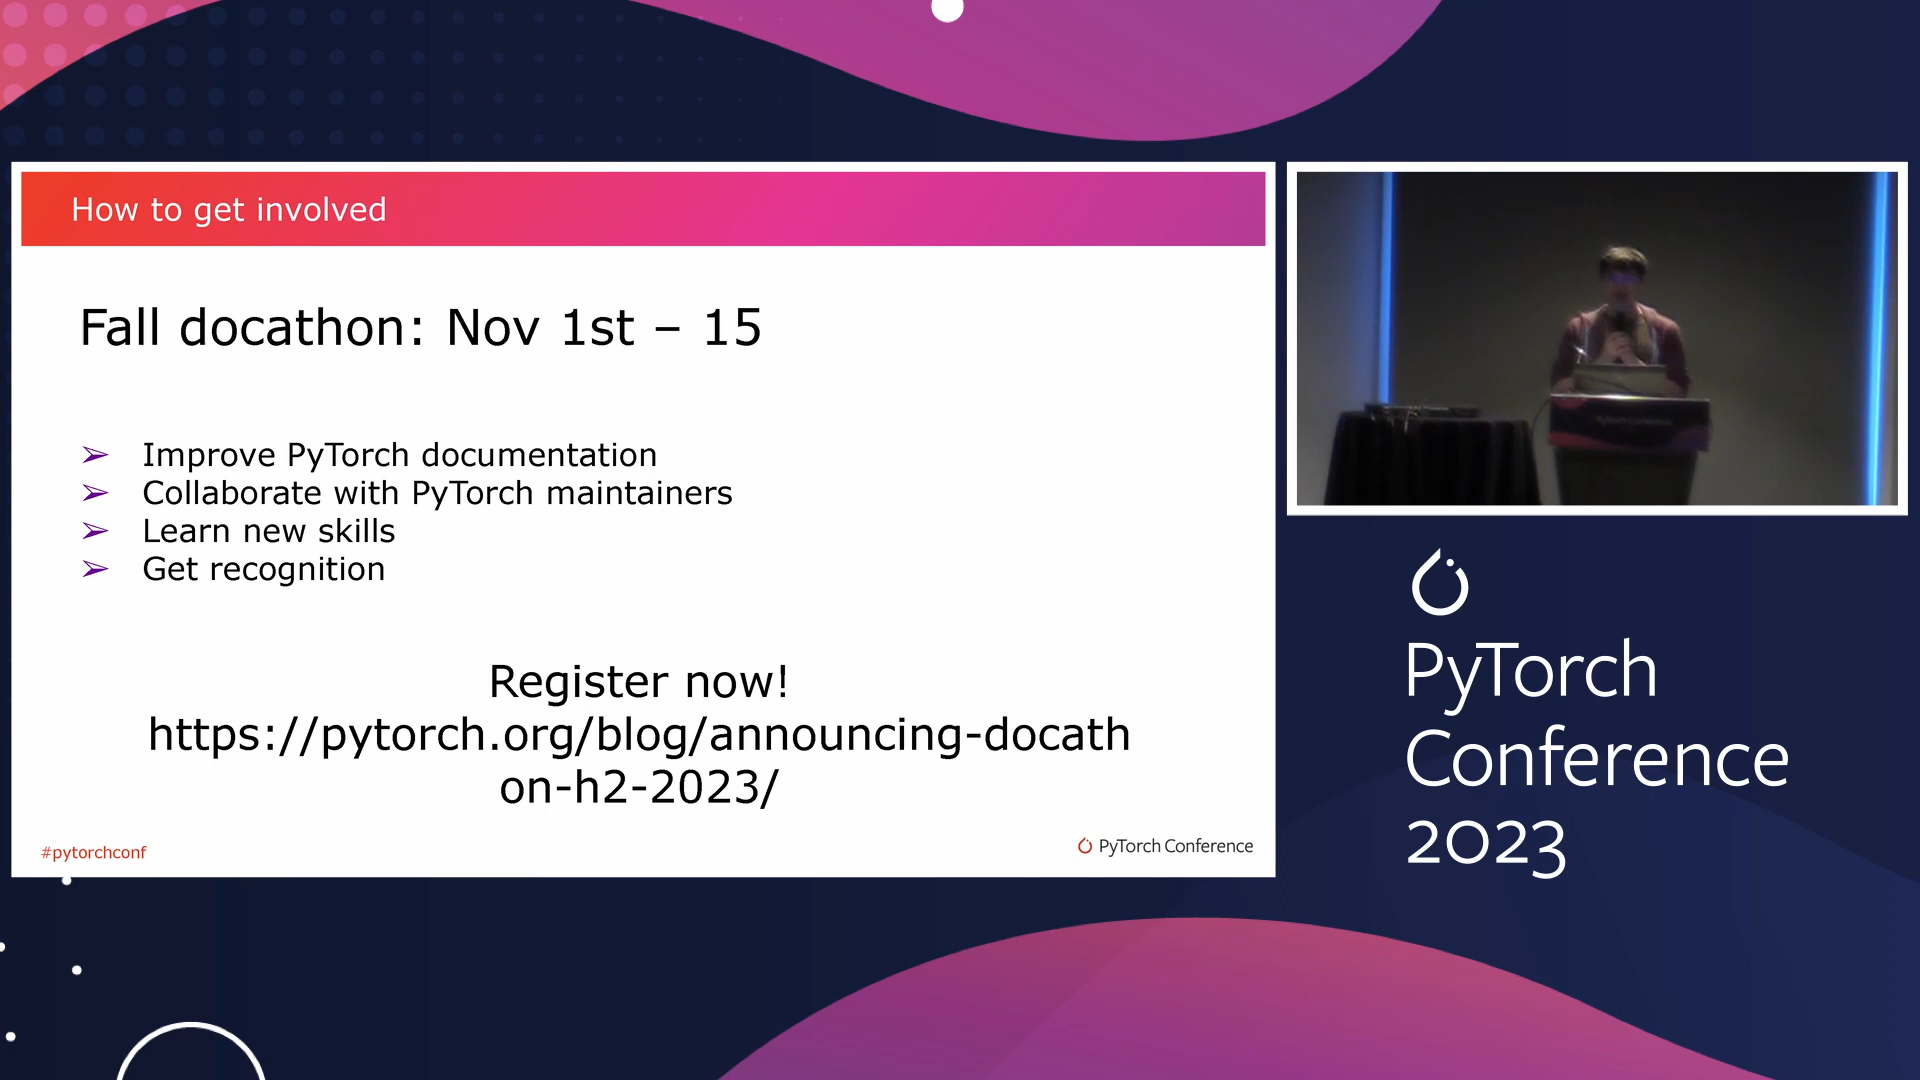 How to get involved
Fall docathon: Nov 1st – 15
➢ Improve PyTorch documentation
➢ Collaborate with PyTorch maintainers
➢ Learn new skills
➢ Get recognition
Register now!
https://pytorch.org/blog/announcing-docath
on-h2-2023/
#pytorchconf
PyTorch Conference
PyTorch
Conference
2023